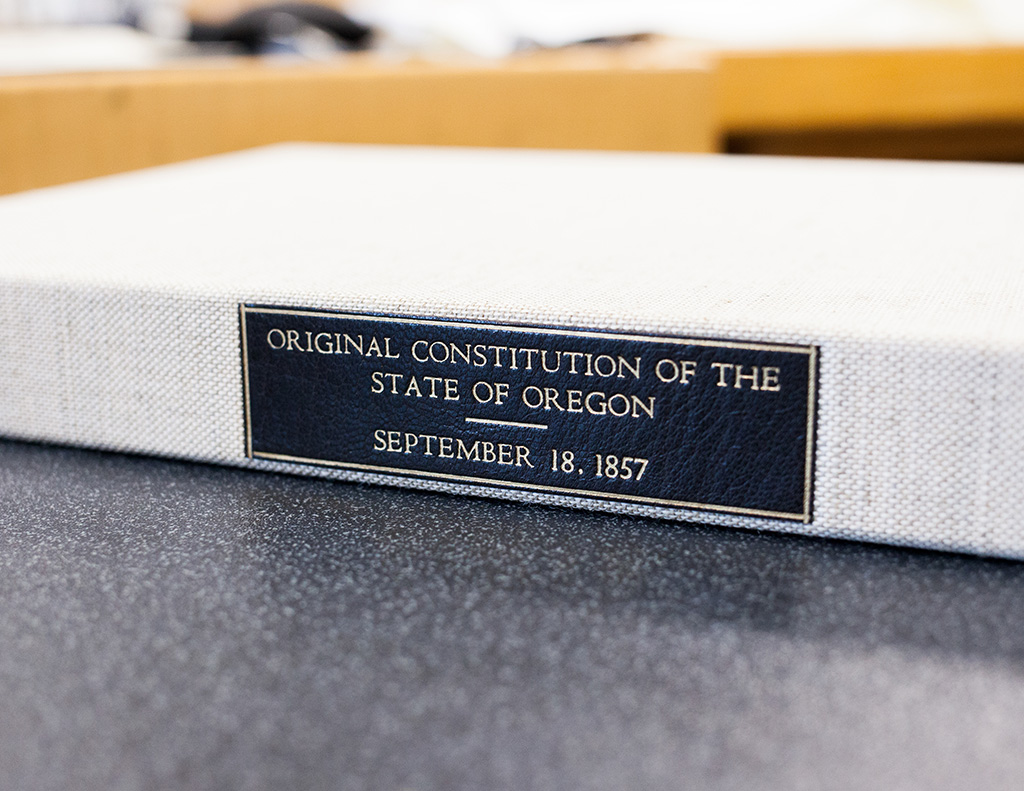 ORIGINAL CONSTITUTION OF THE
STATE OF OREGON
SEPTEMBER 18, 1857